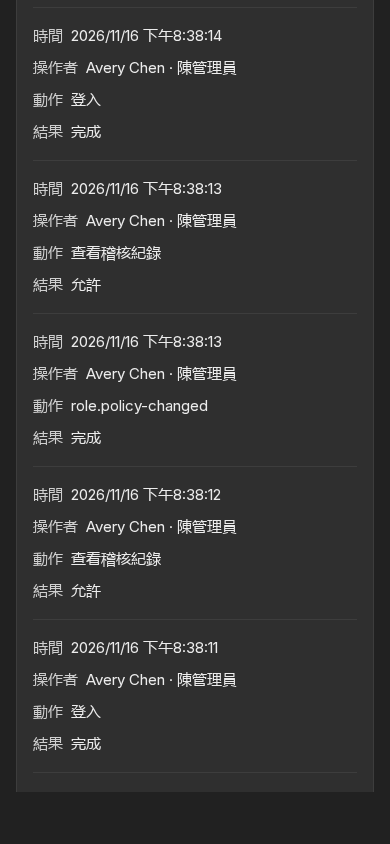 時間 2026/11/16 下午8:38:14
操作者 Avery Chen · 陳管理員
動作 登入
結果 完成
時間 2026/11/16 下午8:38:13
操作者 Avery Chen · 陳管理員
動作 查看稽核紀錄
結果 允許
時間 2026/11/16 下午8:38:13
操作者 Avery Chen · 陳管理員
動作 role.policy-changed
結果 完成
時間 2026/11/16 下午8:38:12
操作者 Avery Chen · 陳管理員
動作 查看稽核紀錄
結果 允許
時間 2026/11/16 下午8:38:11
操作者 Avery Chen · 陳管理員
動作 登入
結果 完成